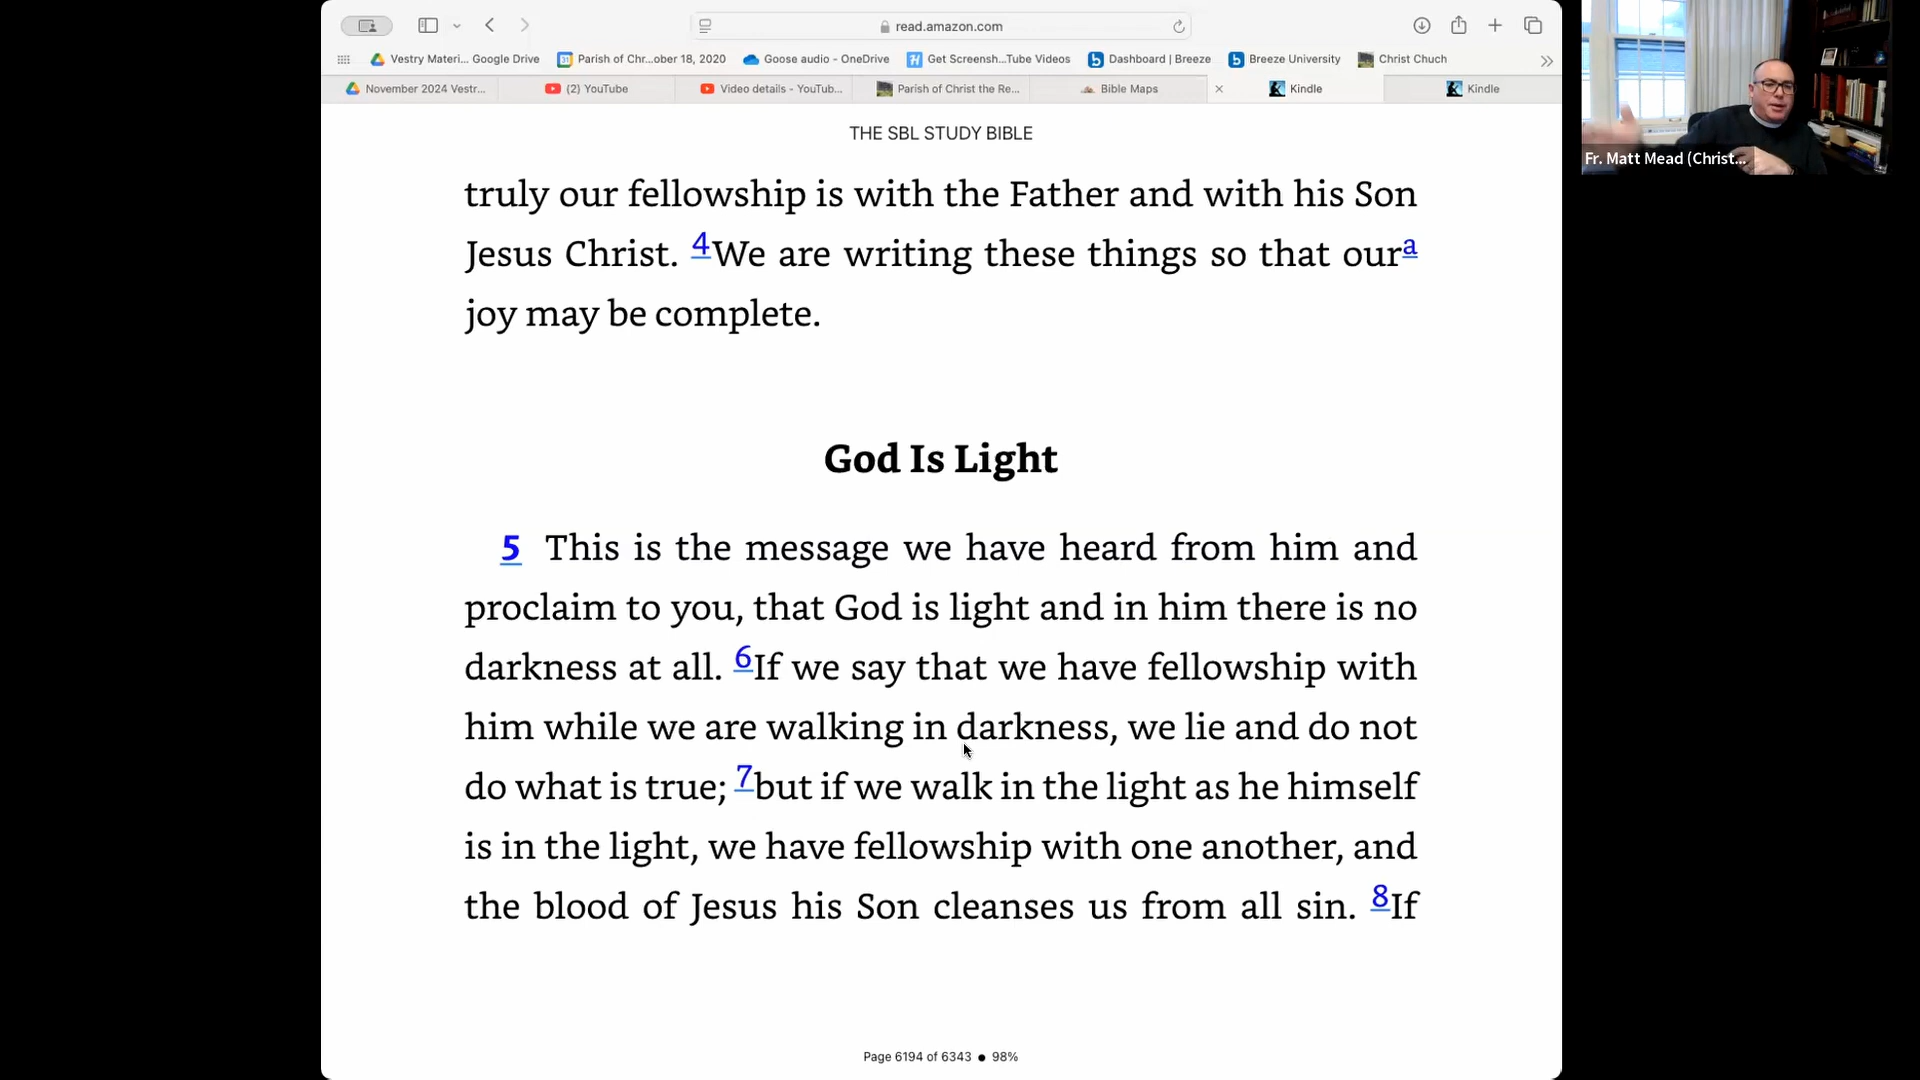 read.amazon.com
Vestry Materi... Google Drive
Parish of Chr...ober 18, 2020
Goose audio - OneDrive
Get Screensh...Tube Videos
Dashboard | Breeze
Breeze University
Christ Chuch
November 2024 Vestr...
(2) YouTube
Video details - YouTub...
Parish of Christ the Re...
Bible Maps
Kindle
Kindle
Fr. Matt Mead (Christ...
THE SBL STUDY BIBLE
truly our fellowship is with the Father and with his Son
Jesus Christ. 4We are writing these things so that our a
joy may be complete.
God Is Light
5 This is the message we have heard from him and
proclaim to you, that God is light and in him there is no
darkness at all. 6If we say that we have fellowship with
him while we are walking in darkness, we lie and do not
do what is true; 7but if we walk in the light as he himself
is in the light, we have fellowship with one another, and
the blood of Jesus his Son cleanses us from all sin. 8If
Page 6194 of 6343 ● 98%